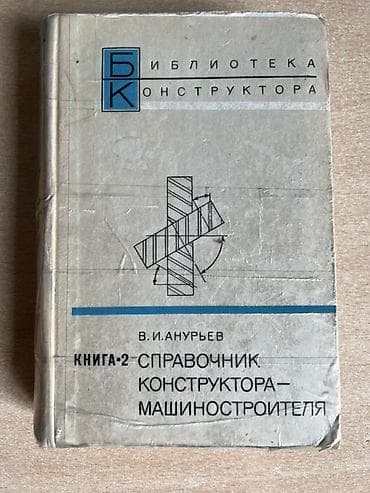 БИБЛИОТЕКА
КОНСТРУКТОРА
В.И.АНУРЬЕВ
КНИГА•2 СПРАВОЧНИК
КОНСТРУКТОРА—
МАШИНОСТРОИТЕЛЯ